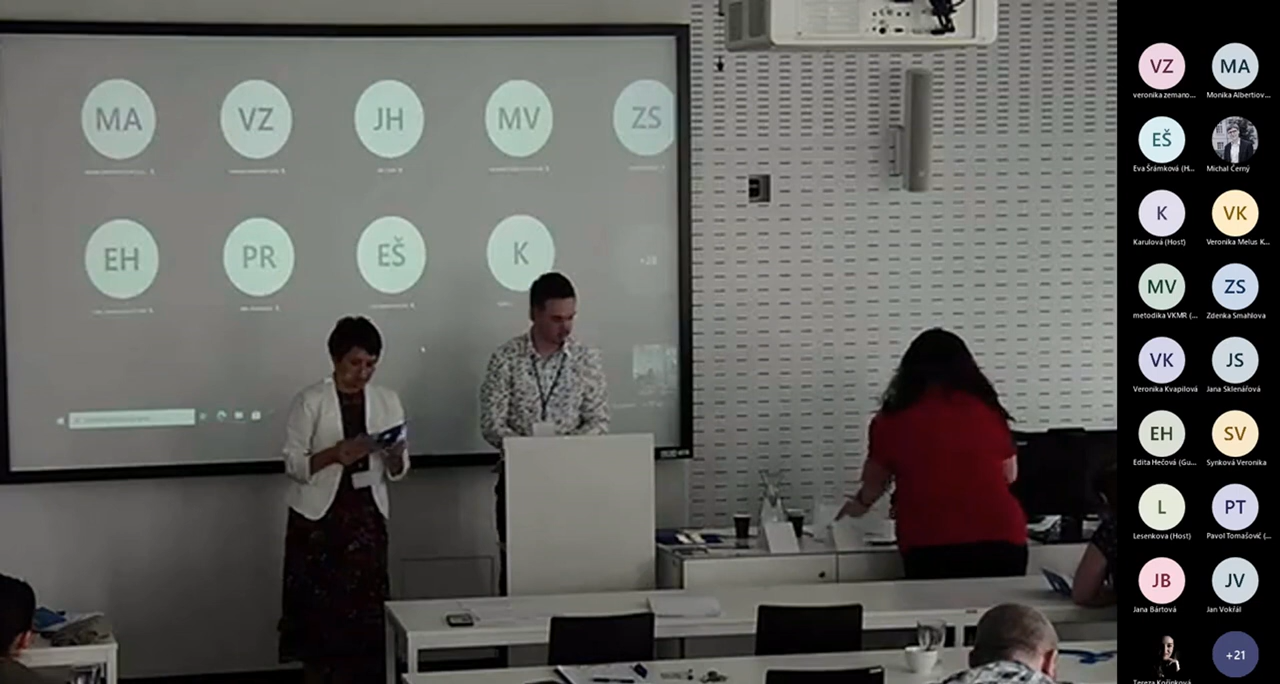 MA
VZ
JH
MV
ZS
EH
PR
EŠ
K
VZ
veronika zemano...
MA
Monika Albertiov...
EŠ
Eva Šrámková (H...
Michal Černý
K
Karulová (Host)
VK
Veronika Melus K...
MV
metodika VKMR (...
ZS
Zdenka Smahlova
VK
Veronika Kvapilová
JS
Jana Sklenářová
EH
Edita Hečová (Gu...
SV
Synková Veronika
L
Lesenkova (Host)
PT
Pavol Tomašovič (...
JB
Jana Bártová
JV
Jan Vokřál
Tereza Kořínková
+21